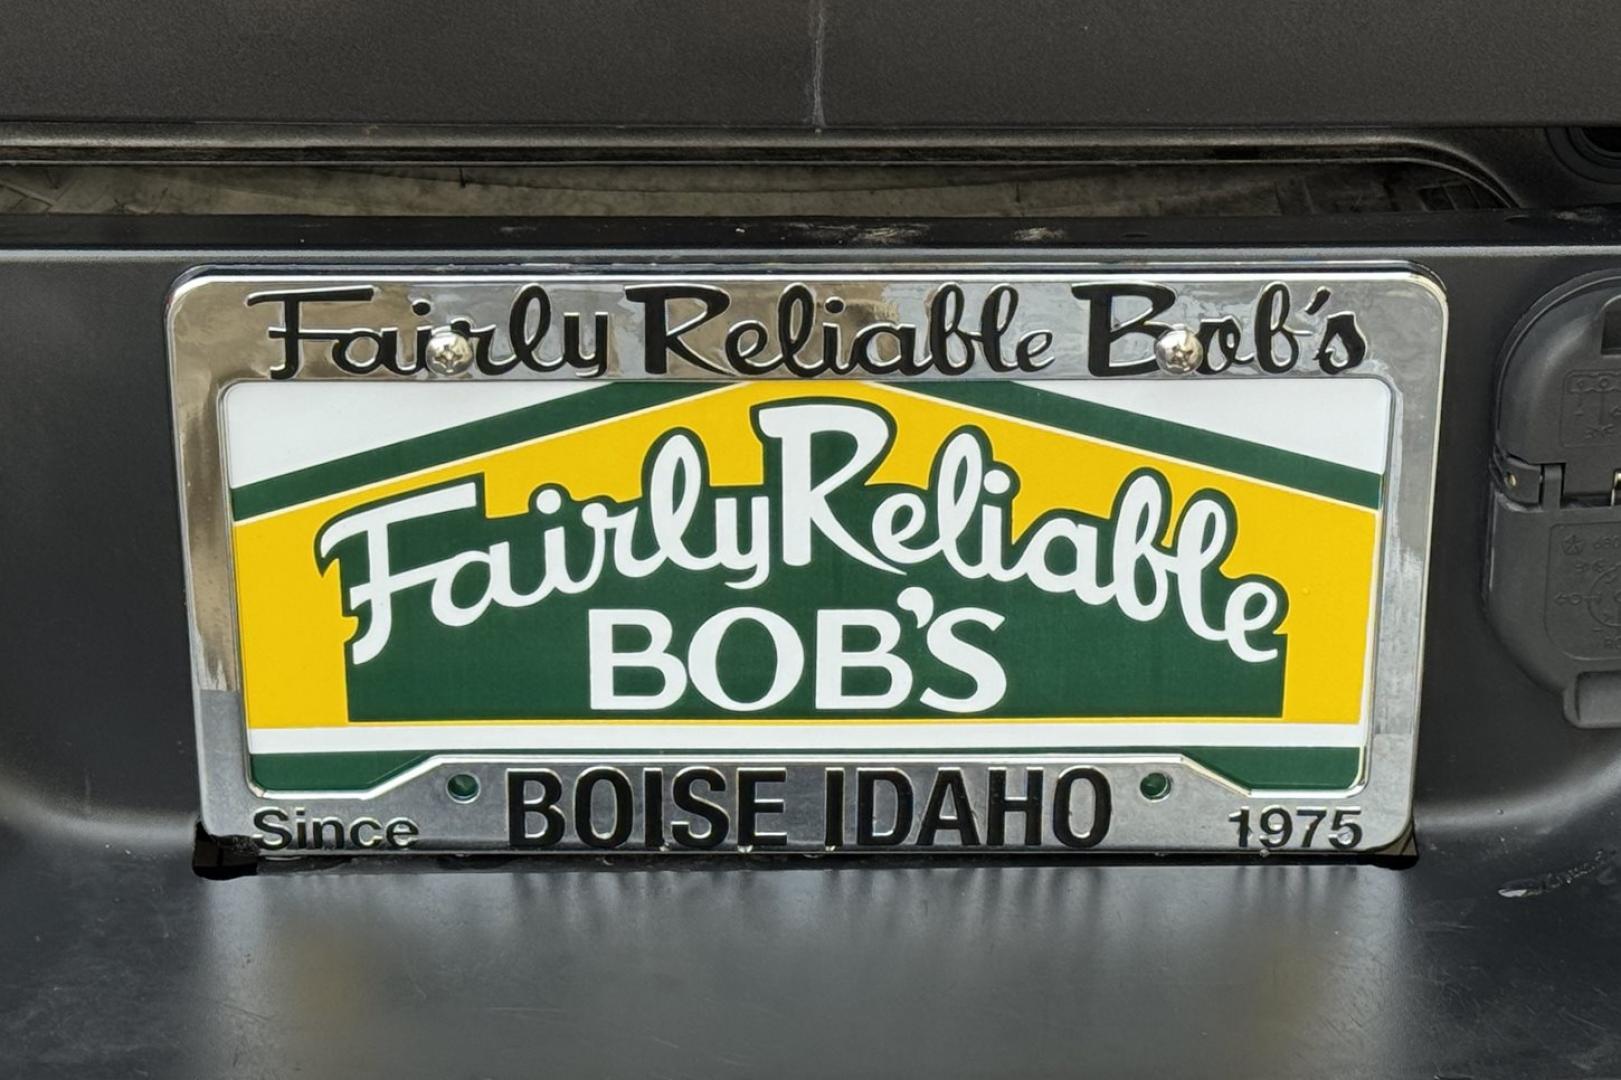 Fairly Reliable Bob's
Fairly Reliable
BOB'S
BOISE IDAHO
Since 1975